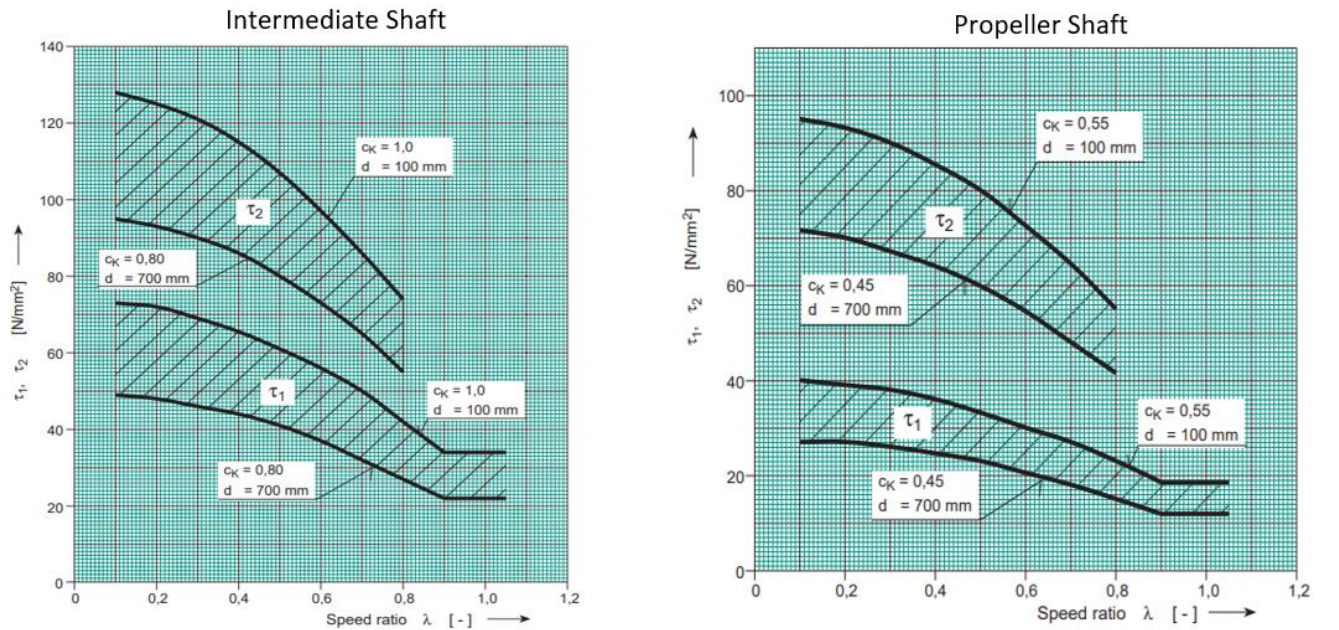 Intermediate Shaft
140
120
100
80
60
40
20
0
τ1, τ2 [N/mm²]
cK = 1,0
d = 100 mm
τ2
cK = 0,80
d = 700 mm
τ1
cK = 1,0
d = 100 mm
cK = 0,80
d = 700 mm
0 0,2 0,4 0,6 0,8 1,0 1,2
Speed ratio λ [ - ]
Propeller Shaft
100
80
60
40
20
0
τ1, τ2 [N/mm²]
cK = 0,55
d = 100 mm
τ2
cK = 0,45
d = 700 mm
τ1
cK = 0,55
d = 100 mm
cK = 0,45
d = 700 mm
0 0,2 0,4 0,6 0,8 1,0 1,2
Speed ratio λ [ - ]